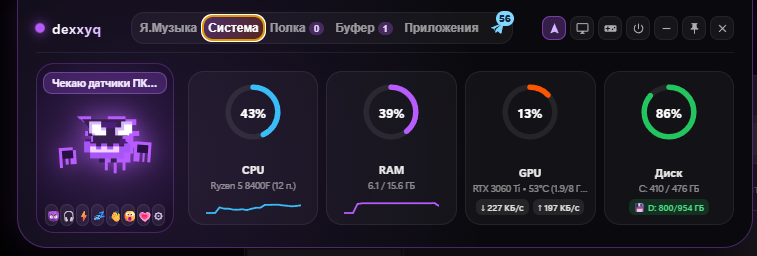 dexxyq
Я.Музыка Система Полка 0 Буфер 1 Приложения 56
Чекаю датчики ПК...
43%
CPU
Ryzen 5 8400F (12 п.)
39%
RAM
6.1 / 15.6 ГБ
13%
GPU
RTX 3060 Ti • 53°C (1.9/8 Г...
↓ 227 КБ/с ↑ 197 КБ/с
86%
Диск
C: 410 / 476 ГБ
D: 800/954 ГБ